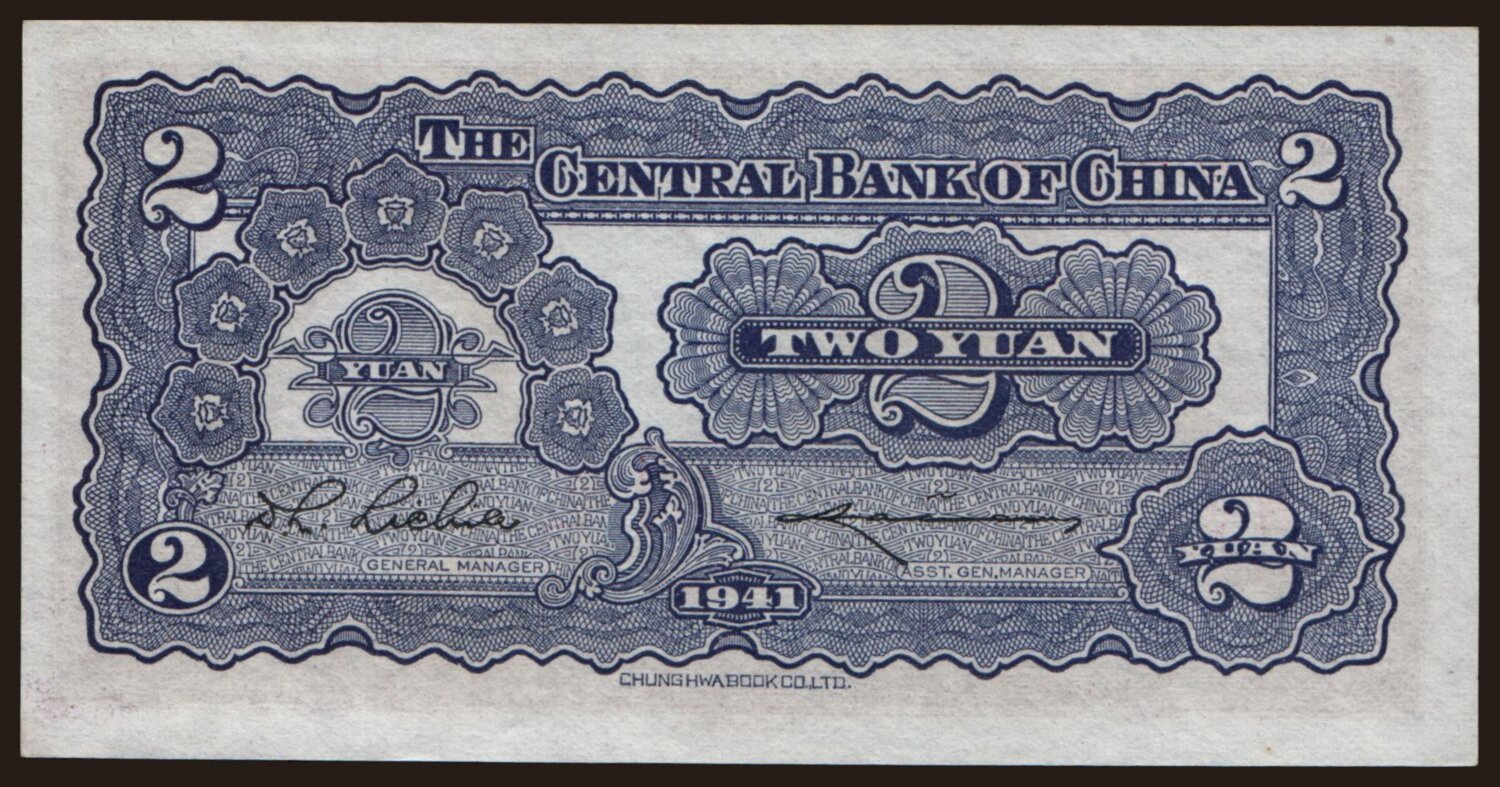 THE
CENTRAL BANK OF CHINA
2
2
2
YUAN
2
TWO YUAN
2
GENERAL MANAGER
ASST. GEN. MANAGER
2
YUAN
1941
CHUNG HWA BOOK CO., LTD.